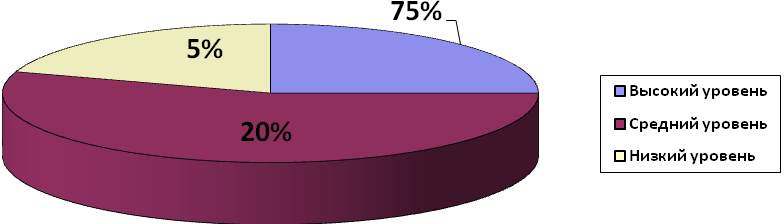 75%
5%
20%
Высокий уровень
Средний уровень
Низкий уровень